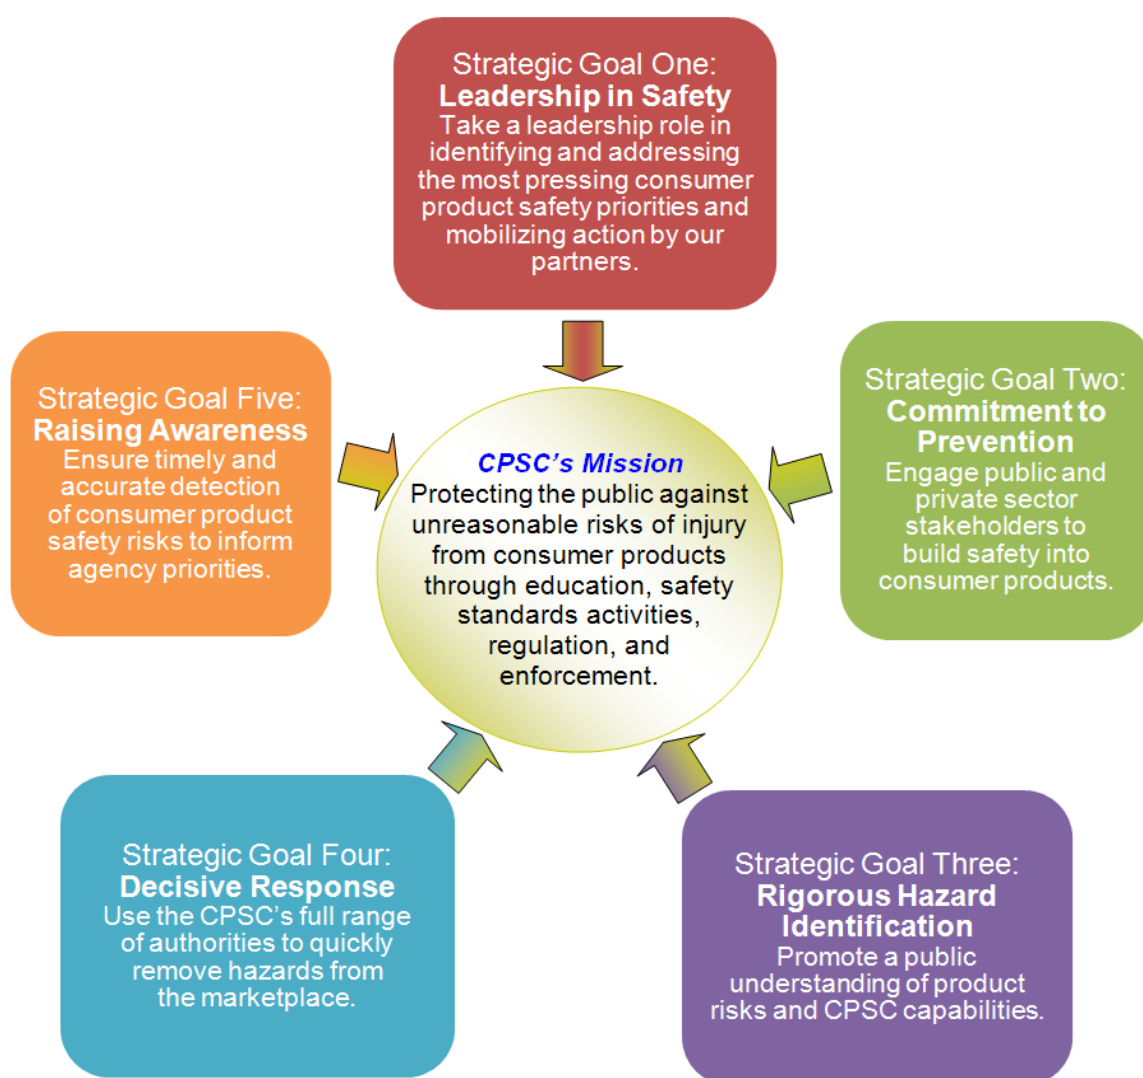 Strategic Goal One:
Leadership in Safety
Take a leadership role in
identifying and addressing
the most pressing consumer
product safety priorities and
mobilizing action by our
partners.
Strategic Goal Five:
Raising Awareness
Ensure timely and
accurate detection
of consumer product
safety risks to inform
agency priorities.
CPSC's Mission
Protecting the public against
unreasonable risks of injury
from consumer products
through education, safety
standards activities,
regulation, and
enforcement.
Strategic Goal Two:
Commitment to
Prevention
Engage public and
private sector
stakeholders to
build safety into
consumer products.
Strategic Goal Four:
Decisive Response
Use the CPSC's full range
of authorities to quickly
remove hazards from
the marketplace.
Strategic Goal Three:
Rigorous Hazard
Identification
Promote a public
understanding of product
risks and CPSC capabilities.